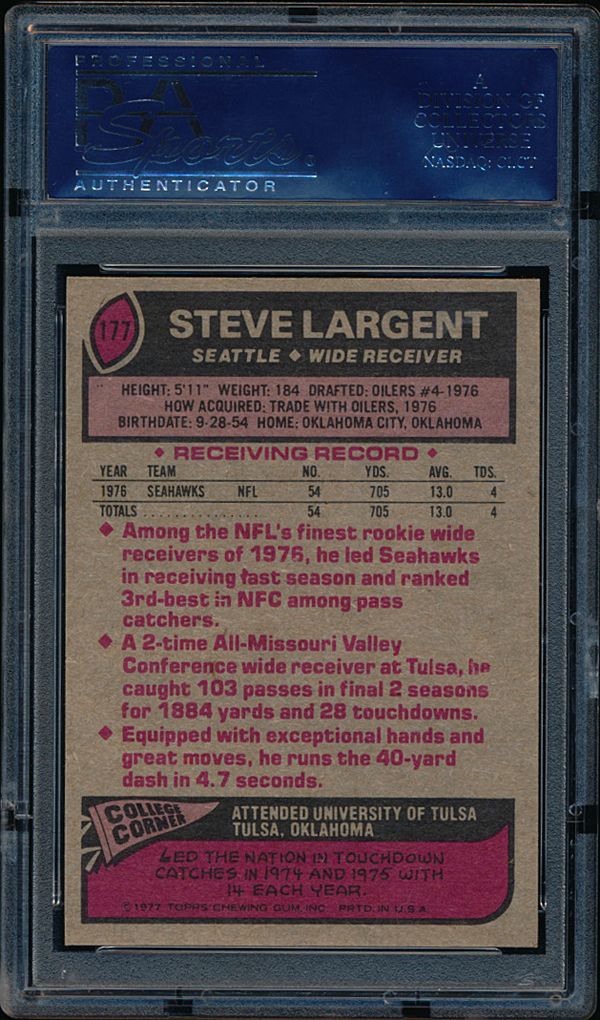 PROFESSIONAL
PSA
Sports
AUTHENTICATOR
A
DIVISION OF
COLLECTORS
UNIVERSE
NASDAQ: CLCT
177
STEVE LARGENT
SEATTLE ◆ WIDE RECEIVER
HEIGHT: 5'11" WEIGHT: 184 DRAFTED: OILERS #4-1976
HOW ACQUIRED: TRADE WITH OILERS, 1976
BIRTHDATE: 9-28-54 HOME: OKLAHOMA CITY, OKLAHOMA
◆ RECEIVING RECORD ◆
YEAR TEAM NO. YDS. AVG. TDS.
1976 SEAHAWKS NFL 54 705 13.0 4
TOTALS .............. 54 705 13.0 4
◆ Among the NFL's finest rookie wide
receivers of 1976, he led Seahawks
in receiving last season and ranked
3rd-best in NFC among pass
catchers.
◆ A 2-time All-Missouri Valley
Conference wide receiver at Tulsa, he
caught 103 passes in final 2 seasons
for 1884 yards and 28 touchdowns.
◆ Equipped with exceptional hands and
great moves, he runs the 40-yard
dash in 4.7 seconds.
COLLEGE
CORNER
ATTENDED UNIVERSITY OF TULSA
TULSA, OKLAHOMA
LED THE NATION IN TOUCHDOWN
CATCHES IN 1974 AND 1975 WITH
14 EACH YEAR.
©1977 TOPPS CHEWING GUM, INC. PRTD. IN U.S.A.